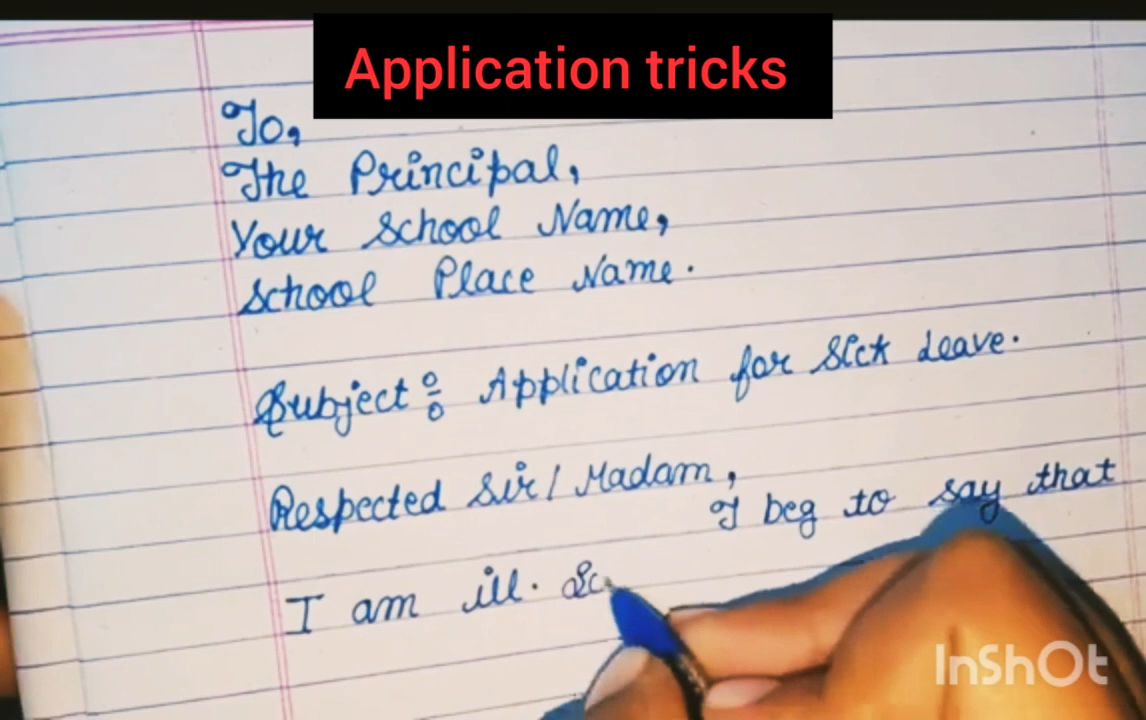 Application tricks
To,
The Principal,
Your School Name,
School Place Name.
Subject: Application for Sick Leave.
Respected Sir/Madam,
I beg to say that
I am ill. So
InShOt